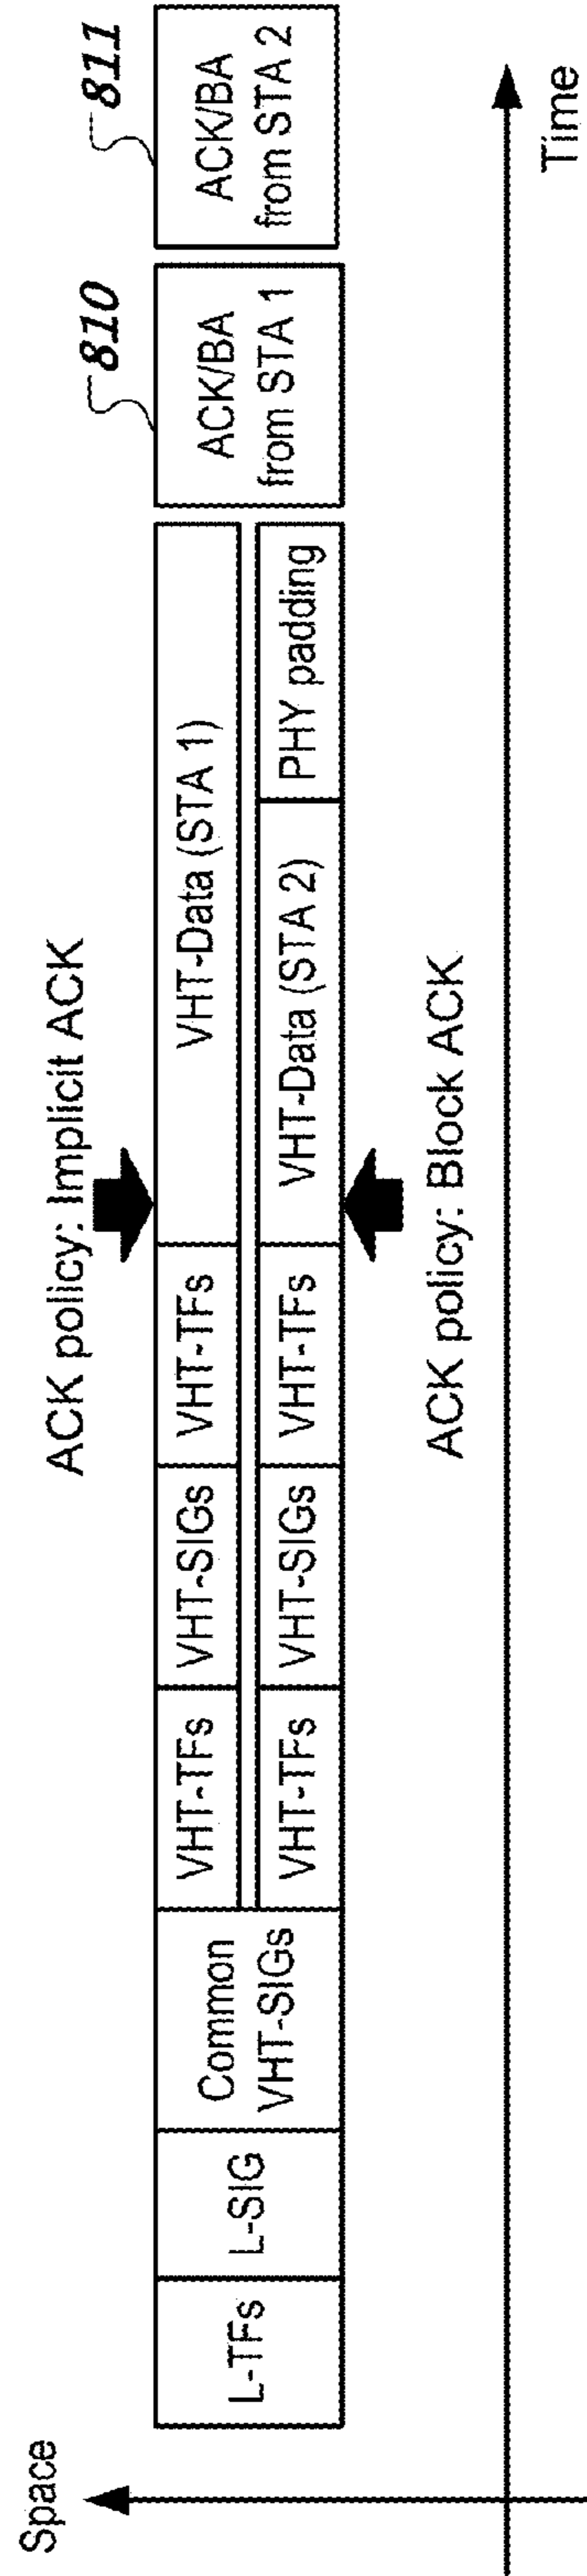 Space
ACK policy: Implicit ACK
810
811
L-TFs
L-SIG
Common
VHT-SIGs
VHT-TFs
VHT-SIGs
VHT-TFs
VHT-Data (STA 1)
VHT-TFs
VHT-SIGs
VHT-TFs
VHT-Data (STA 2)
PHY padding
ACK/BA
from STA 1
ACK/BA
from STA 2
ACK policy: Block ACK
Time